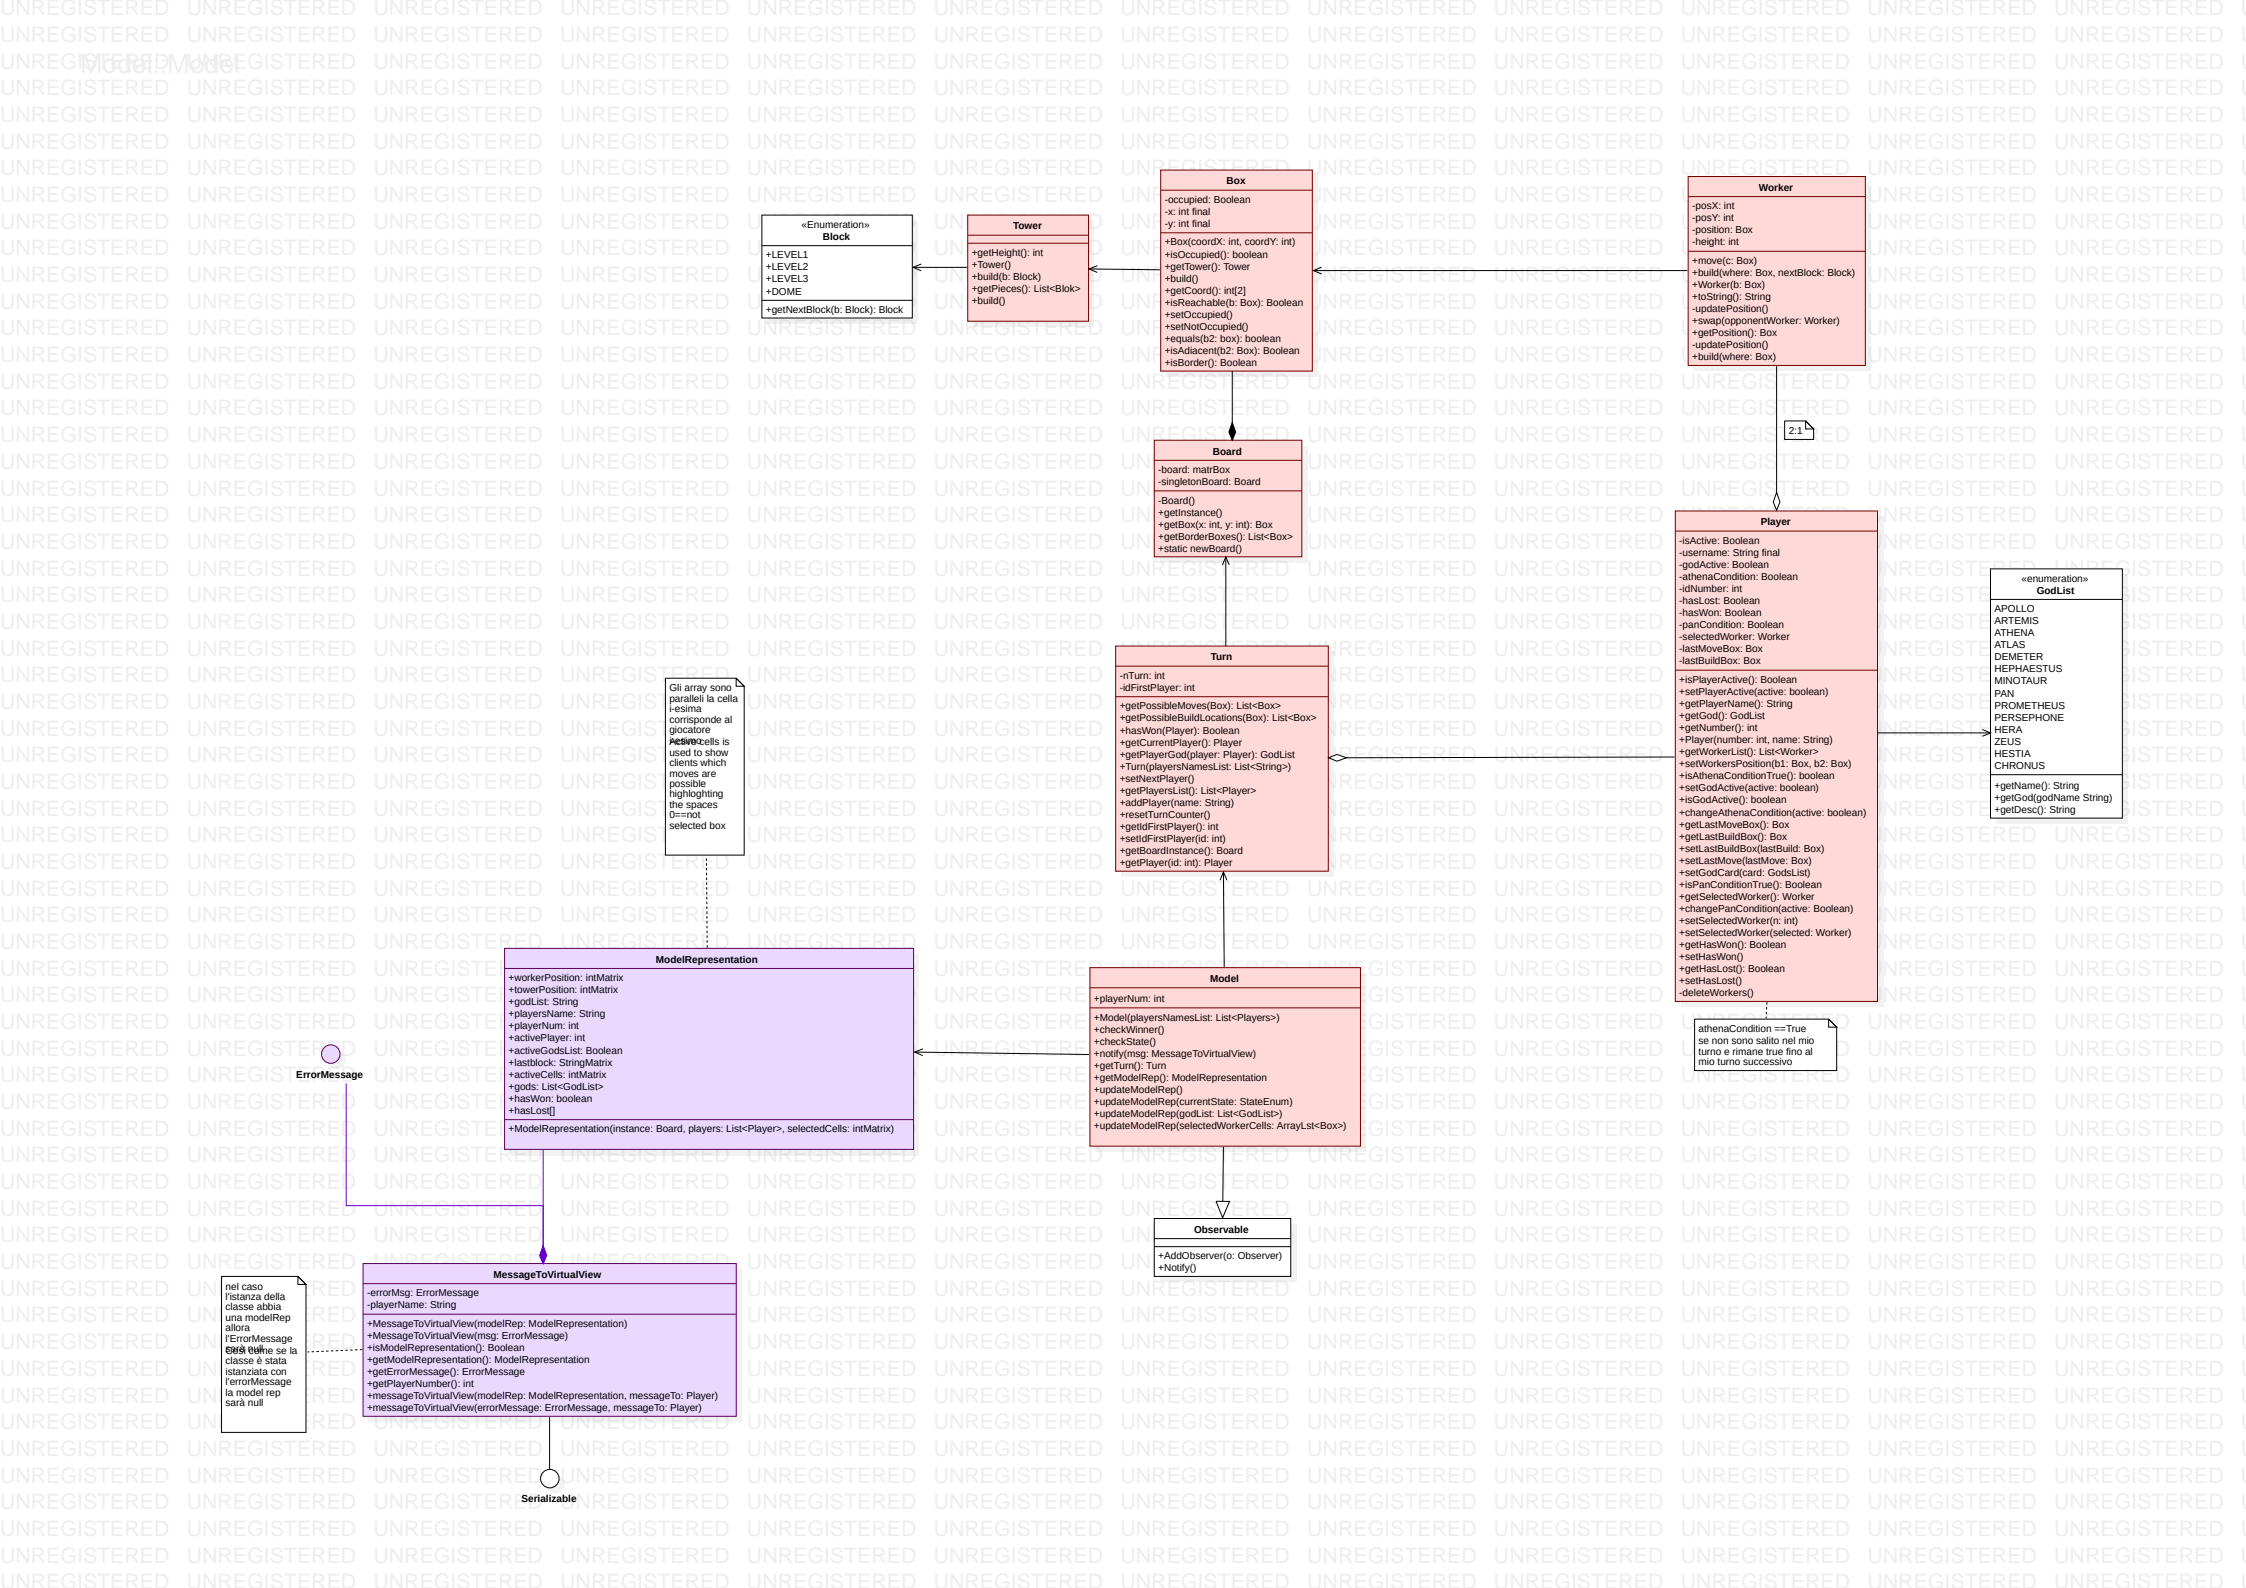 Model::Model
Box
-occupied: Boolean
-x: int final
-y: int final
+Box(coordX: int, coordY: int)
+isOccupied(): boolean
+getTower(): Tower
+build()
+getCoord(): int[2]
+isReachable(b: Box): Boolean
+setOccupied()
+setNotOccupied()
+equals(b2: box): boolean
+isAdiacent(b2: Box): Boolean
+isBorder(): Boolean
Worker
-posX: int
-posY: int
-position: Box
-height: int
+move(c: Box)
+build(where: Box, nextBlock: Block)
+Worker(b: Box)
+toString(): String
-updatePosition()
+swap(opponentWorker: Worker)
+getPosition(): Box
-updatePosition()
+build(where: Box)
«Enumeration»
Block
+LEVEL1
+LEVEL2
+LEVEL3
+DOME
+getNextBlock(b: Block): Block
Tower
+getHeight(): int
+Tower()
+build(b: Block)
+getPieces(): List<Blok>
+build()
2:1
Board
-board: matrBox
-singletonBoard: Board
-Board()
+getInstance()
+getBox(x: int, y: int): Box
+getBorderBoxes(): List<Box>
+static newBoard()
Player
-isActive: Boolean
-username: String final
-godActive: Boolean
-athenaCondition: Boolean
-idNumber: int
-hasLost: Boolean
-hasWon: Boolean
-panCondition: Boolean
-selectedWorker: Worker
-lastMoveBox: Box
-lastBuildBox: Box
+isPlayerActive(): Boolean
+setPlayerActive(active: boolean)
+getPlayerName(): String
+getGod(): GodList
+getNumber(): int
+Player(number: int, name: String)
+getWorkerList(): List<Worker>
+setWorkersPosition(b1: Box, b2: Box)
+isAthenaConditionTrue(): boolean
+setGodActive(active: boolean)
+isGodActive(): boolean
+changeAthenaCondition(active: boolean)
+getLastMoveBox(): Box
+getLastBuildBox(): Box
+setLastBuildBox(lastBuild: Box)
+setLastMove(lastMove: Box)
+setGodCard(card: GodsList)
+isPanConditionTrue(): Boolean
+getSelectedWorker(): Worker
+changePanCondition(active: Boolean)
+setSelectedWorker(n: int)
+setSelectedWorker(selected: Worker)
+getHasWon(): Boolean
+setHasWon()
+getHasLost(): Boolean
+setHasLost()
-deleteWorkers()
«enumeration»
GodList
APOLLO
ARTEMIS
ATHENA
ATLAS
DEMETER
HEPHAESTUS
MINOTAUR
PAN
PROMETHEUS
PERSEPHONE
HERA
ZEUS
HESTIA
CHRONUS
+getName(): String
+getGod(godName String)
+getDesc(): String
Turn
-nTurn: int
-idFirstPlayer: int
+getPossibleMoves(Box): List<Box>
+getPossibleBuildLocations(Box): List<Box>
+hasWon(Player): Boolean
+getCurrentPlayer(): Player
+getPlayerGod(player: Player): GodList
+Turn(playersNamesList: List<String>)
+setNextPlayer()
+getPlayersList(): List<Player>
+addPlayer(name: String)
+resetTurnCounter()
+getIdFirstPlayer(): int
+setIdFirstPlayer(id: int)
+getBoardInstance(): Board
+getPlayer(id: int): Player
Gli array sono
paralleli la cella
i-esima
corrisponde al
giocatore
iesimo
Active cells is
used to show
clients which
moves are
possible
highloghting
the spaces
0==not
selected box
athenaCondition ==True
se non sono salito nel mio
turno e rimane true fino al
mio turno successivo
ModelRepresentation
+workerPosition: intMatrix
+towerPosition: intMatrix
+godList: String
+playersName: String
+playerNum: int
+activePlayer: int
+activeGodsList: Boolean
+lastblock: StringMatrix
+activeCells: intMatrix
+gods: List<GodList>
+hasWon: boolean
+hasLost[]
+ModelRepresentation(instance: Board, players: List<Player>, selectedCells: intMatrix)
Model
+playerNum: int
+Model(playersNamesList: List<Players>)
+checkWinner()
+checkState()
+notify(msg: MessageToVirtualView)
+getTurn(): Turn
+getModelRep(): ModelRepresentation
+updateModelRep()
+updateModelRep(currentState: StateEnum)
+updateModelRep(godList: List<GodList>)
+updateModelRep(selectedWorkerCells: ArrayLst<Box>)
ErrorMessage
Observable
+AddObserver(o: Observer)
+Notify()
MessageToVirtualView
-errorMsg: ErrorMessage
-playerName: String
+MessageToVirtualView(modelRep: ModelRepresentation)
+MessageToVirtualView(msg: ErrorMessage)
+isModelRepresentation(): Boolean
+getModelRepresentation(): ModelRepresentation
+getErrorMessage(): ErrorMessage
+getPlayerNumber(): int
+messageToVirtualView(modelRep: ModelRepresentation, messageTo: Player)
+messageToVirtualView(errorMessage: ErrorMessage, messageTo: Player)
nel caso
l'istanza della
classe abbia
una modelRep
allora
l'ErrorMessage
sarà null
Così come se la
classe è stata
istanziata con
l'errorMessage
la model rep
sarà null
Serializable